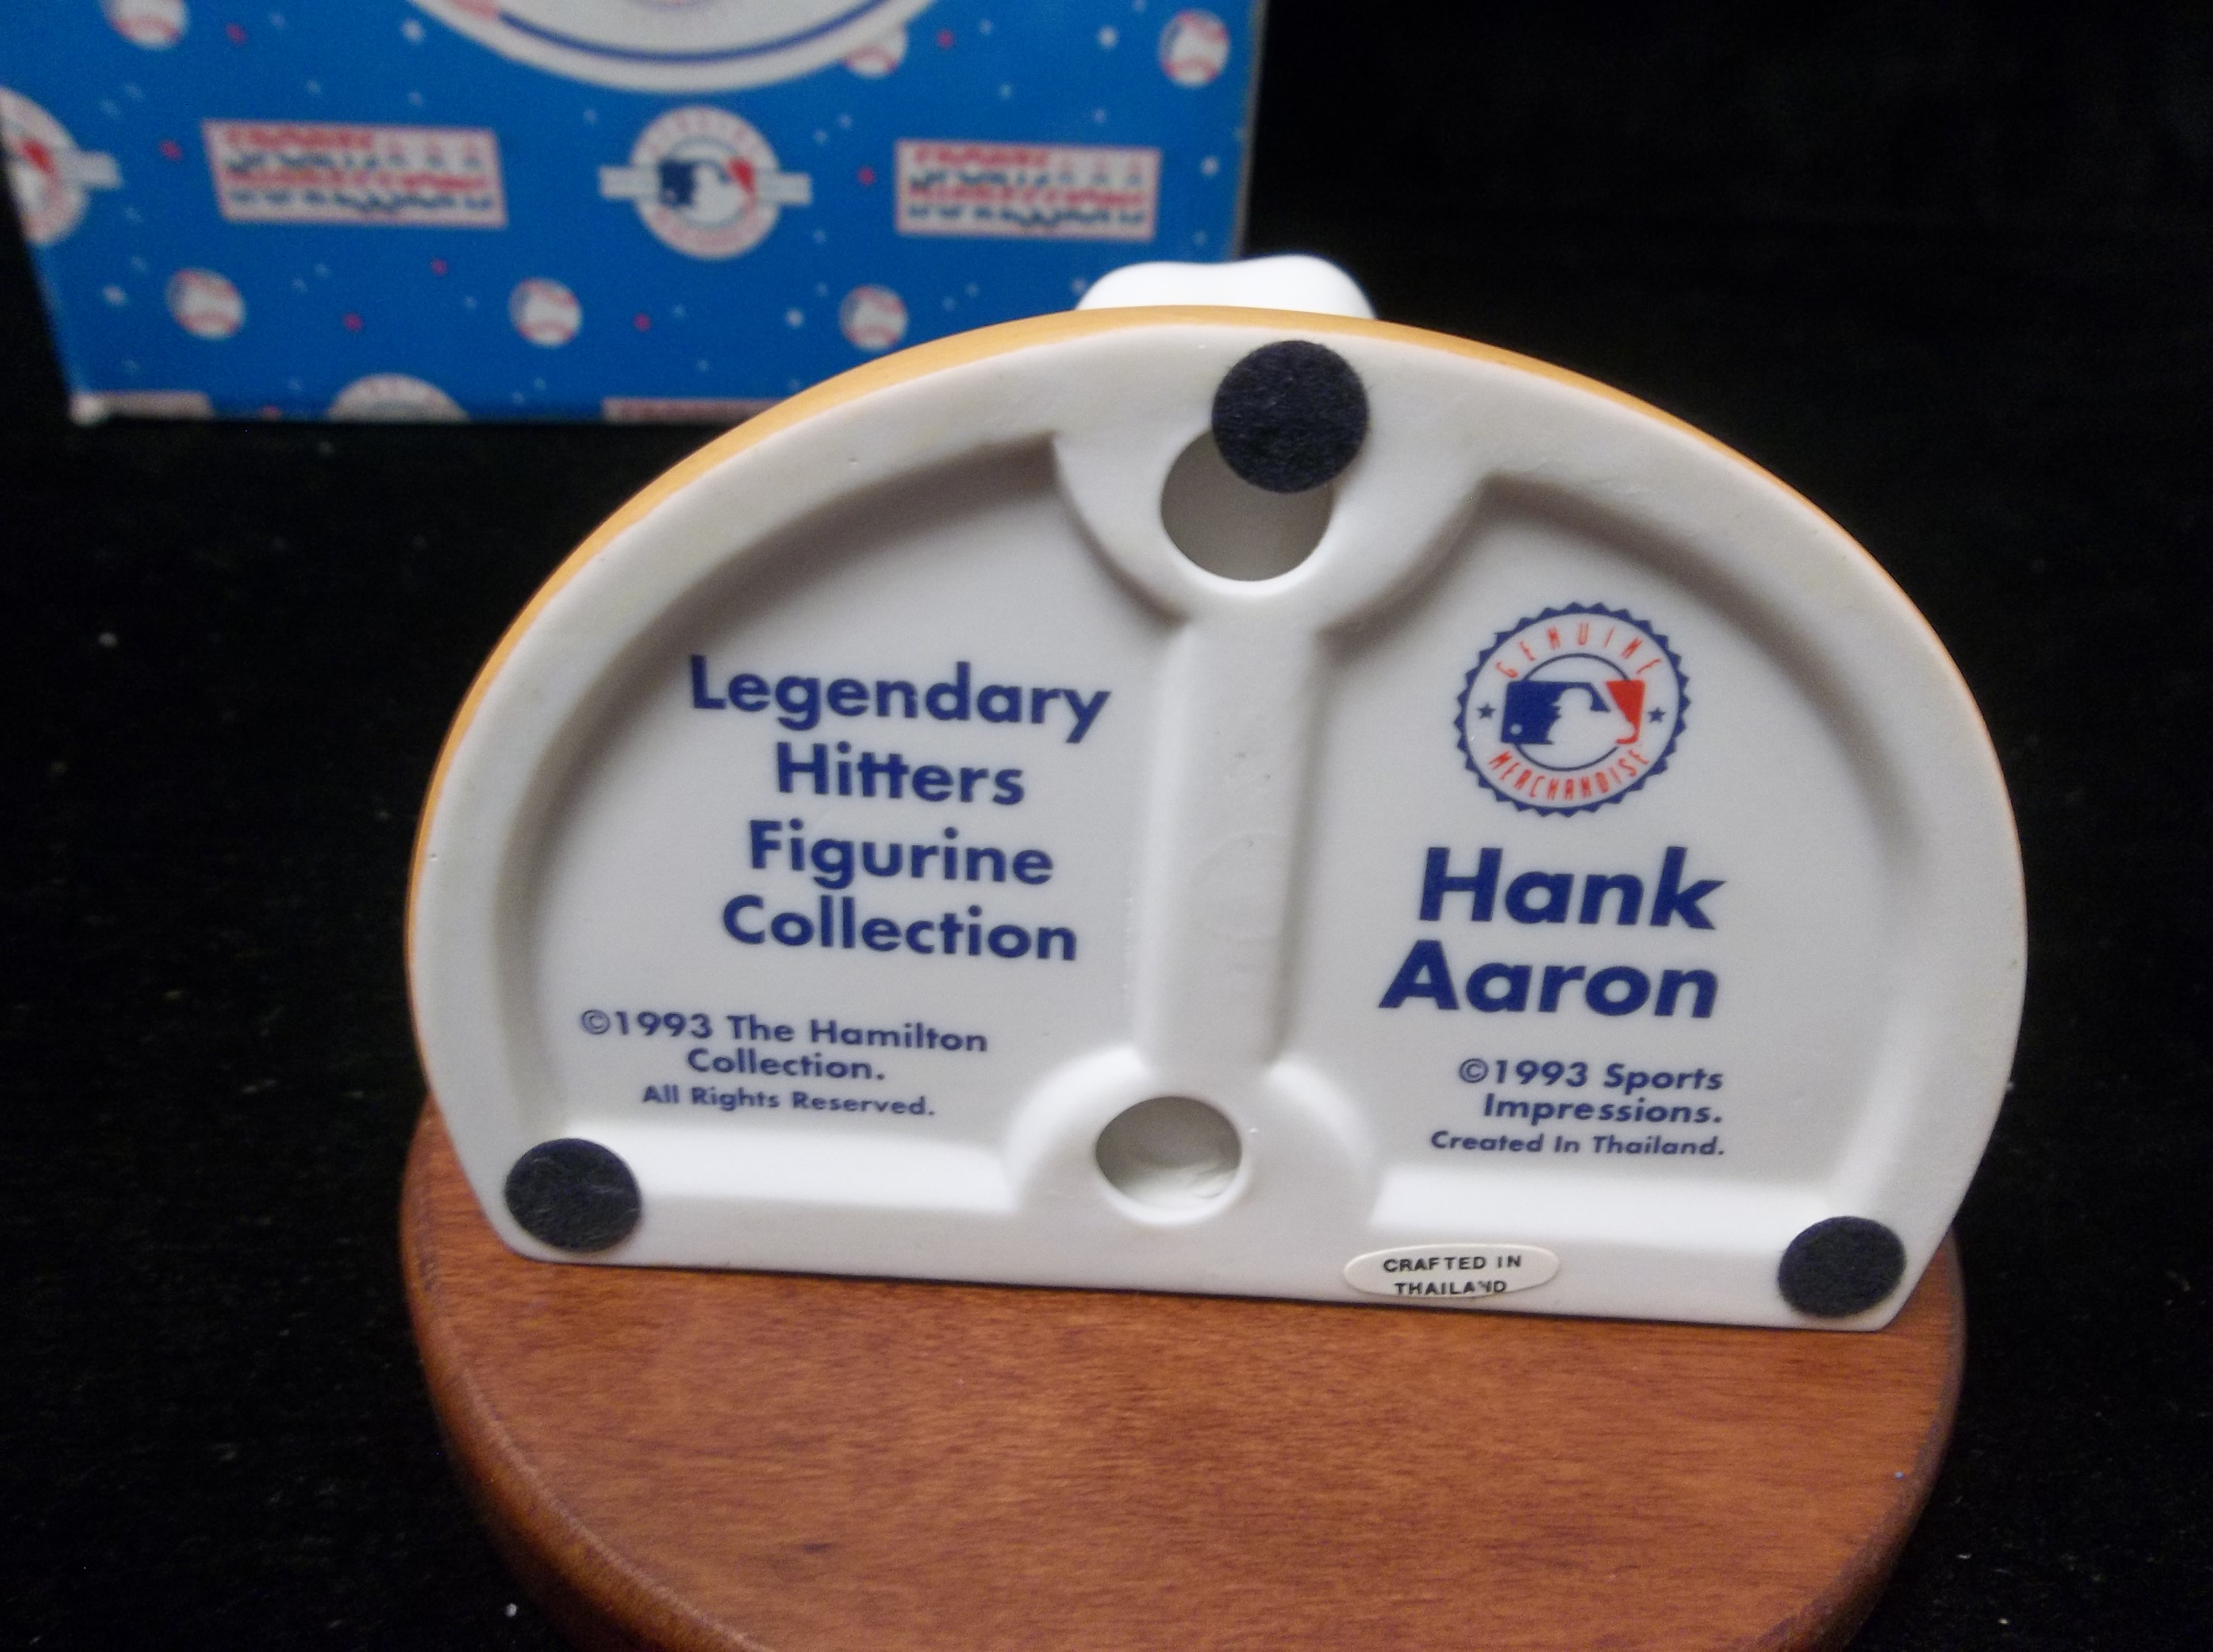 Legendary
Hitters
Figurine
Collection
©1993 The Hamilton
Collection.
All Rights Reserved.
GENUINE
MERCHANDISE
Hank
Aaron
©1993 Sports
Impressions.
Created In Thailand.
CRAFTED IN
THAILAND